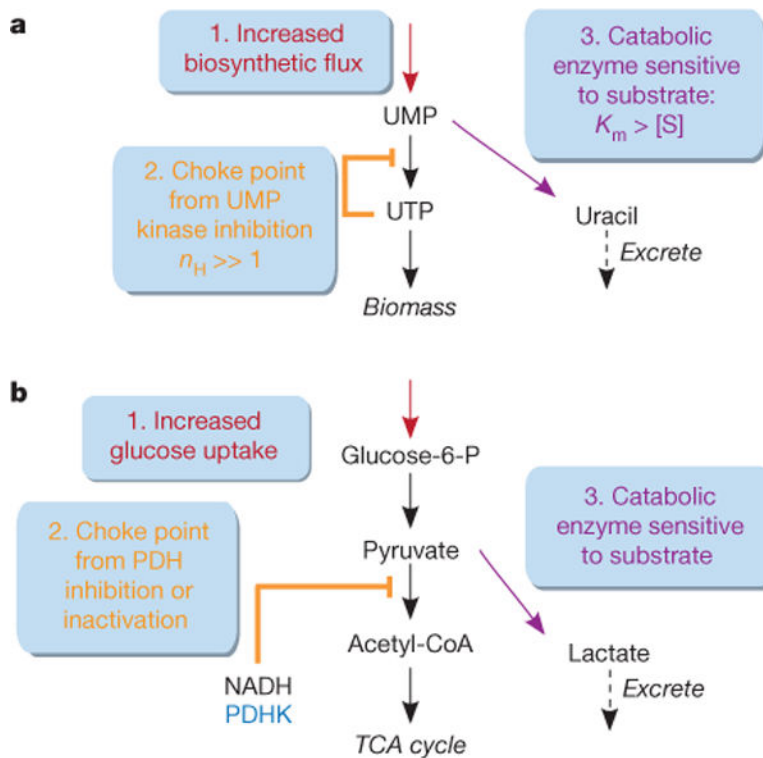 a
1. Increased
biosynthetic flux
3. Catabolic
enzyme sensitive
to substrate:
Km > [S]
UMP
2. Choke point
from UMP
kinase inhibition
nH >> 1
UTP
Uracil
Excrete
Biomass
b
1. Increased
glucose uptake
Glucose-6-P
2. Choke point
from PDH
inhibition or
inactivation
3. Catabolic
enzyme sensitive
to substrate
Pyruvate
Acetyl-CoA
Lactate
Excrete
NADH
PDHK
TCA cycle